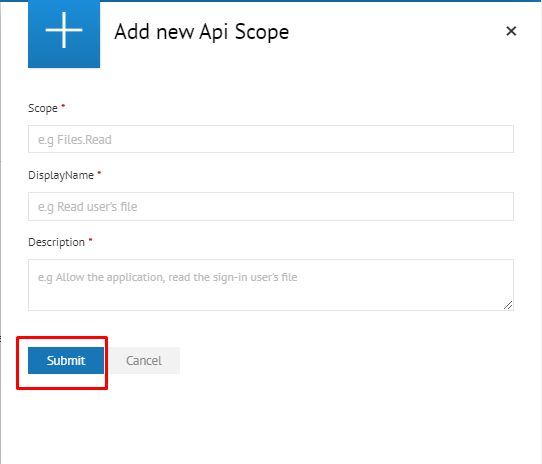 Add new Api Scope
Scope *
e.g Files.Read
DisplayName *
e.g Read user's file
Description *
e.g Allow the application, read the sign-in user's file
Submit
Cancel